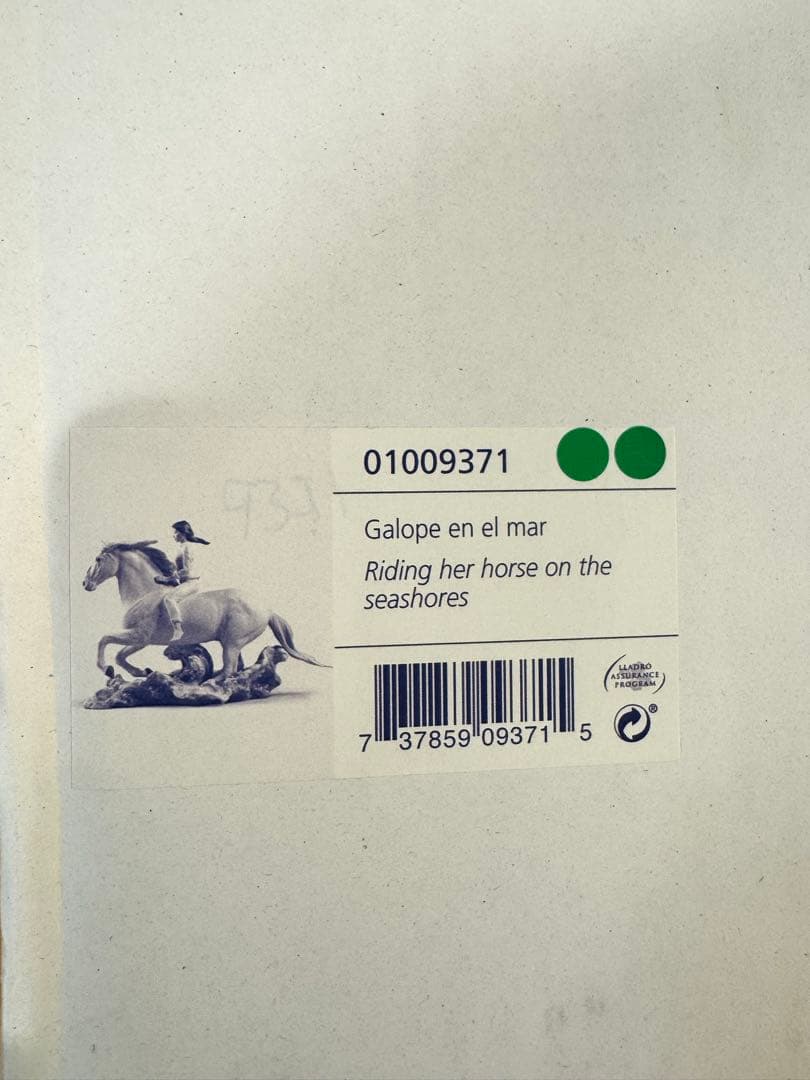 01009371
Galope en el mar
Riding her horse on the
seashores
7 37859 09371 5
LLADRÓ
ASSURANCE
PROGRAM
®